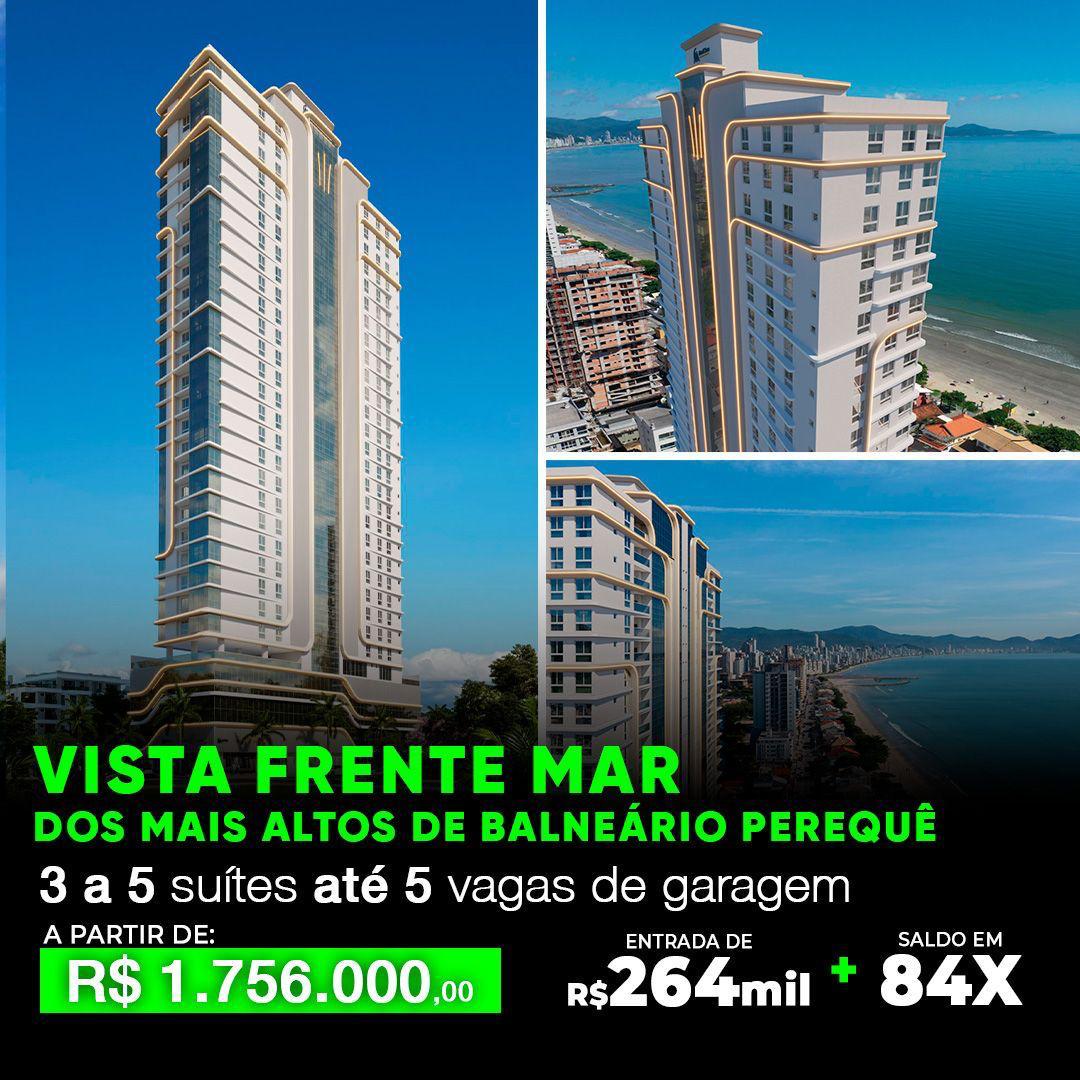 VISTA FRENTE MAR
DOS MAIS ALTOS DE BALNEÁRIO PEREQUÊ
3 a 5 suítes até 5 vagas de garagem
A PARTIR DE:
R$ 1.756.000,00
ENTRADA DE
R$264mil
+
SALDO EM
84X